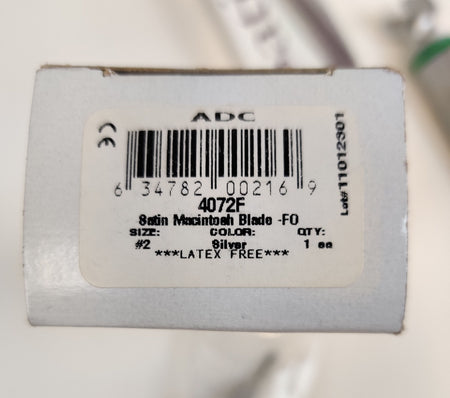 ADC
CE
6 34782 00216 9
Lot# 11012S01
4072F
Satin Macintosh Blade -FO
SIZE: COLOR: QTY:
#2 Silver 1 ea
***LATEX FREE***